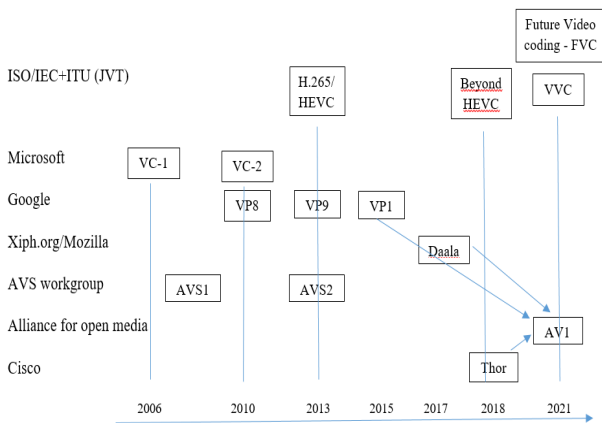 Future Video
coding - FVC
ISO/IEC+ITU (JVT)
H.265/
HEVC
Beyond
HEVC
VVC
Microsoft
VC-1
VC-2
Google
VP8
VP9
VP1
Xiph.org/Mozilla
Daala
AVS workgroup
AVS1
AVS2
Alliance for open media
AV1
Cisco
Thor
2006
2010
2013
2015
2017
2018
2021